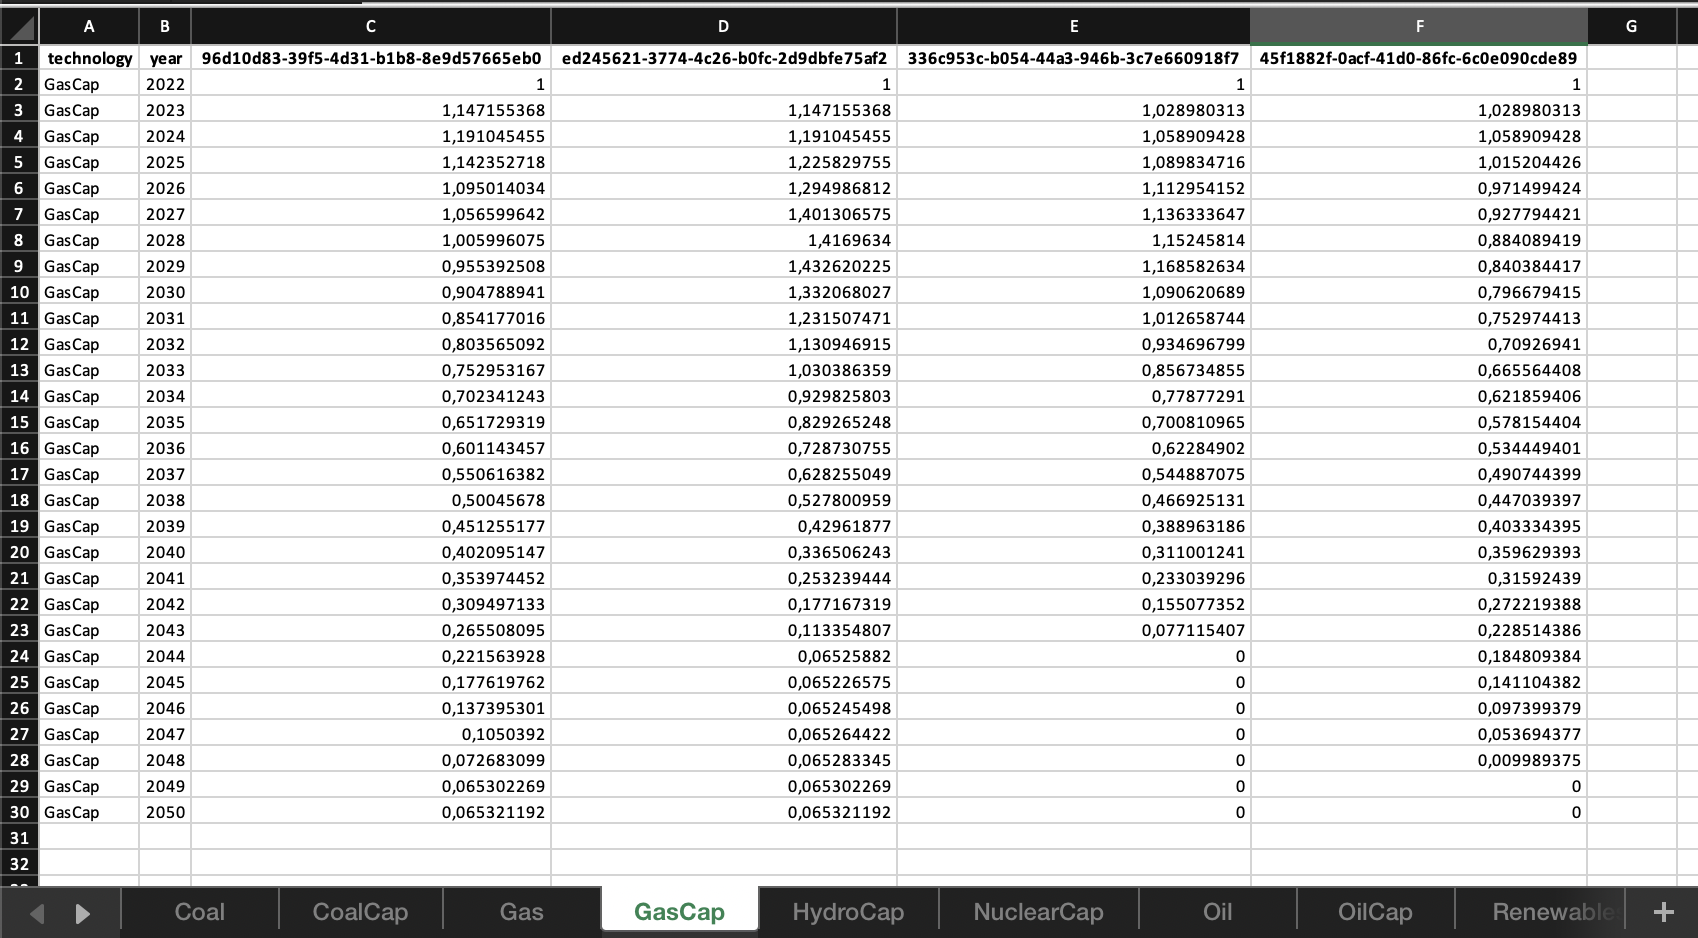 A B C D E F G
1 technology year 96d10d83-39f5-4d31-b1b8-8e9d57665eb0 ed245621-3774-4c26-b0fc-2d9dbfe75af2 336c953c-b054-44a3-946b-3c7e660918f7 45f1882f-0acf-41d0-86fc-6c0e090cde89
2 GasCap 2022 1 1 1 1
3 GasCap 2023 1,147155368 1,147155368 1,028980313 1,028980313
4 GasCap 2024 1,191045455 1,191045455 1,058909428 1,058909428
5 GasCap 2025 1,142352718 1,225829755 1,089834716 1,015204426
6 GasCap 2026 1,095014034 1,294986812 1,112954152 0,971499424
7 GasCap 2027 1,056599642 1,401306575 1,136333647 0,927794421
8 GasCap 2028 1,005996075 1,4169634 1,15245814 0,884089419
9 GasCap 2029 0,955392508 1,432620225 1,168582634 0,840384417
10 GasCap 2030 0,904788941 1,332068027 1,090620689 0,796679415
11 GasCap 2031 0,854177016 1,231507471 1,012658744 0,752974413
12 GasCap 2032 0,803565092 1,130946915 0,934696799 0,70926941
13 GasCap 2033 0,752953167 1,030386359 0,856734855 0,665564408
14 GasCap 2034 0,702341243 0,929825803 0,77877291 0,621859406
15 GasCap 2035 0,651729319 0,829265248 0,700810965 0,578154404
16 GasCap 2036 0,601143457 0,728730755 0,62284902 0,534449401
17 GasCap 2037 0,550616382 0,628255049 0,544887075 0,490744399
18 GasCap 2038 0,50045678 0,527800959 0,466925131 0,447039397
19 GasCap 2039 0,451255177 0,42961877 0,388963186 0,403334395
20 GasCap 2040 0,402095147 0,336506243 0,311001241 0,359629393
21 GasCap 2041 0,353974452 0,253239444 0,233039296 0,31592439
22 GasCap 2042 0,309497133 0,177167319 0,155077352 0,272219388
23 GasCap 2043 0,265508095 0,113354807 0,077115407 0,228514386
24 GasCap 2044 0,221563928 0,06525882 0 0,184809384
25 GasCap 2045 0,177619762 0,065226575 0 0,141104382
26 GasCap 2046 0,137395301 0,065245498 0 0,097399379
27 GasCap 2047 0,1050392 0,065264422 0 0,053694377
28 GasCap 2048 0,072683099 0,065283345 0 0,009989375
29 GasCap 2049 0,065302269 0,065302269 0 0
30 GasCap 2050 0,065321192 0,065321192 0 0
31
32
Coal CoalCap Gas GasCap HydroCap NuclearCap Oil OilCap Renewable +